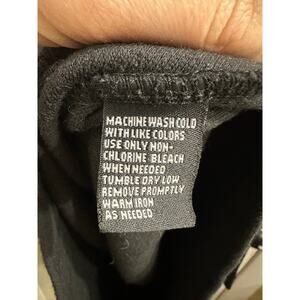 MACHINE WASH COLD
WITH LIKE COLORS
USE ONLY NON-
CHLORINE BLEACH
WHEN NEEDED
TUMBLE DRY LOW
REMOVE PROMPTLY
WARM IRON
AS NEEDED